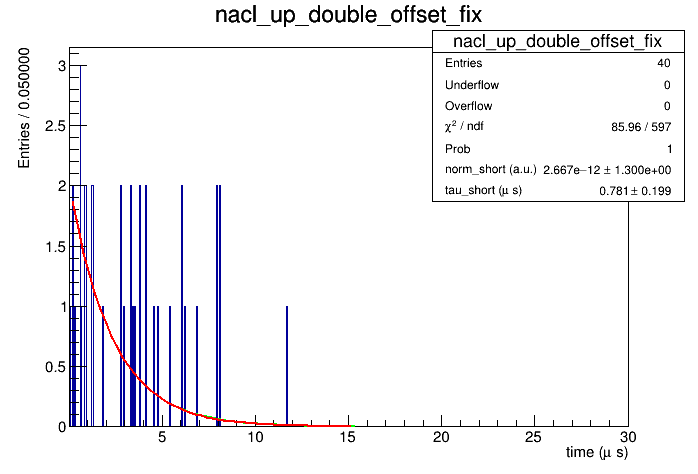 nacl_up_double_offset_fix
nacl_up_double_offset_fix
Entries 40
Underflow 0
Overflow 0
χ² / ndf 85.96 / 597
Prob 1
norm_short (a.u.) 2.667e−12 ± 1.300e+00
tau_short (μ s) 0.781 ± 0.199
Entries / 0.050000
3
2.5
2
1.5
1
0.5
0
5 10 15 20 25 30
time (μ s)